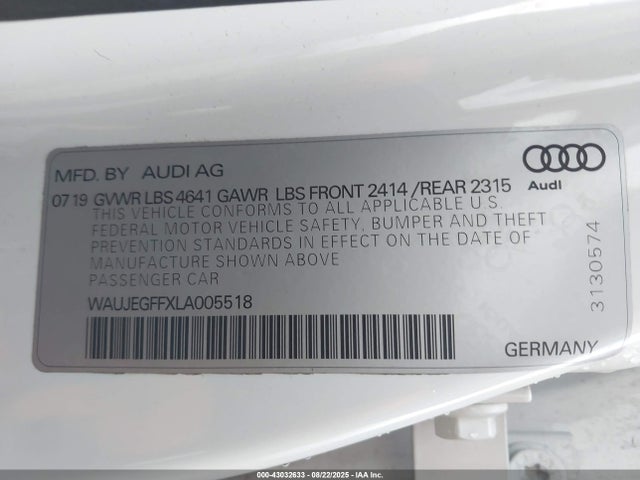 MFD. BY AUDI AG
Audi
07 19 GVWR LBS 4641 GAWR LBS FRONT 2414 /REAR 2315
THIS VEHICLE CONFORMS TO ALL APPLICABLE U.S.
FEDERAL MOTOR VEHICLE SAFETY, BUMPER AND THEFT
PREVENTION STANDARDS IN EFFECT ON THE DATE OF
MANUFACTURE SHOWN ABOVE
PASSENGER CAR
WAUJEGFFXLA005518
3130574
GERMANY
000-43032633 - 08/22/2025 - IAA, Inc.